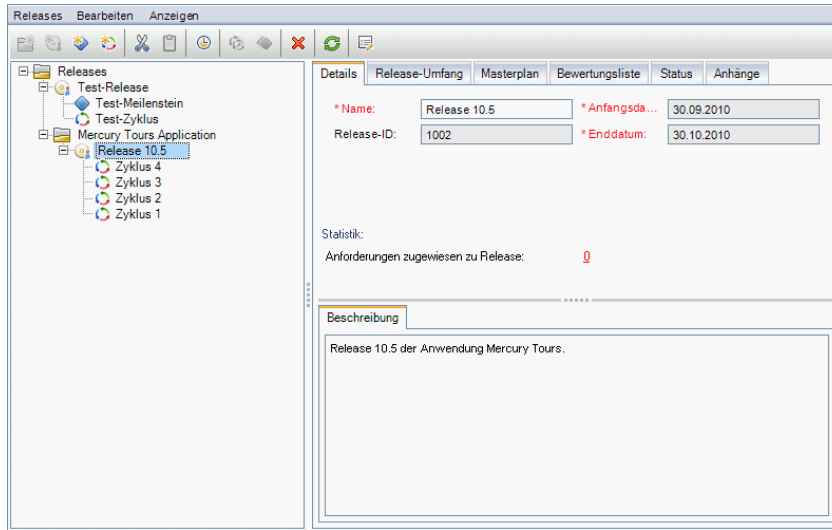 Releases Bearbeiten Anzeigen
Releases
Test-Release
Test-Meilenstein
Test-Zyklus
Mercury Tours Application
Release 10.5
Zyklus 4
Zyklus 3
Zyklus 2
Zyklus 1
Details Release-Umfang Masterplan Bewertungsliste Status Anhänge
* Name: Release 10.5 * Anfangsda... 30.09.2010
Release-ID: 1002 * Enddatum: 30.10.2010
Statistik:
Anforderungen zugewiesen zu Release: 0
Beschreibung
Release 10.5 der Anwendung Mercury Tours.